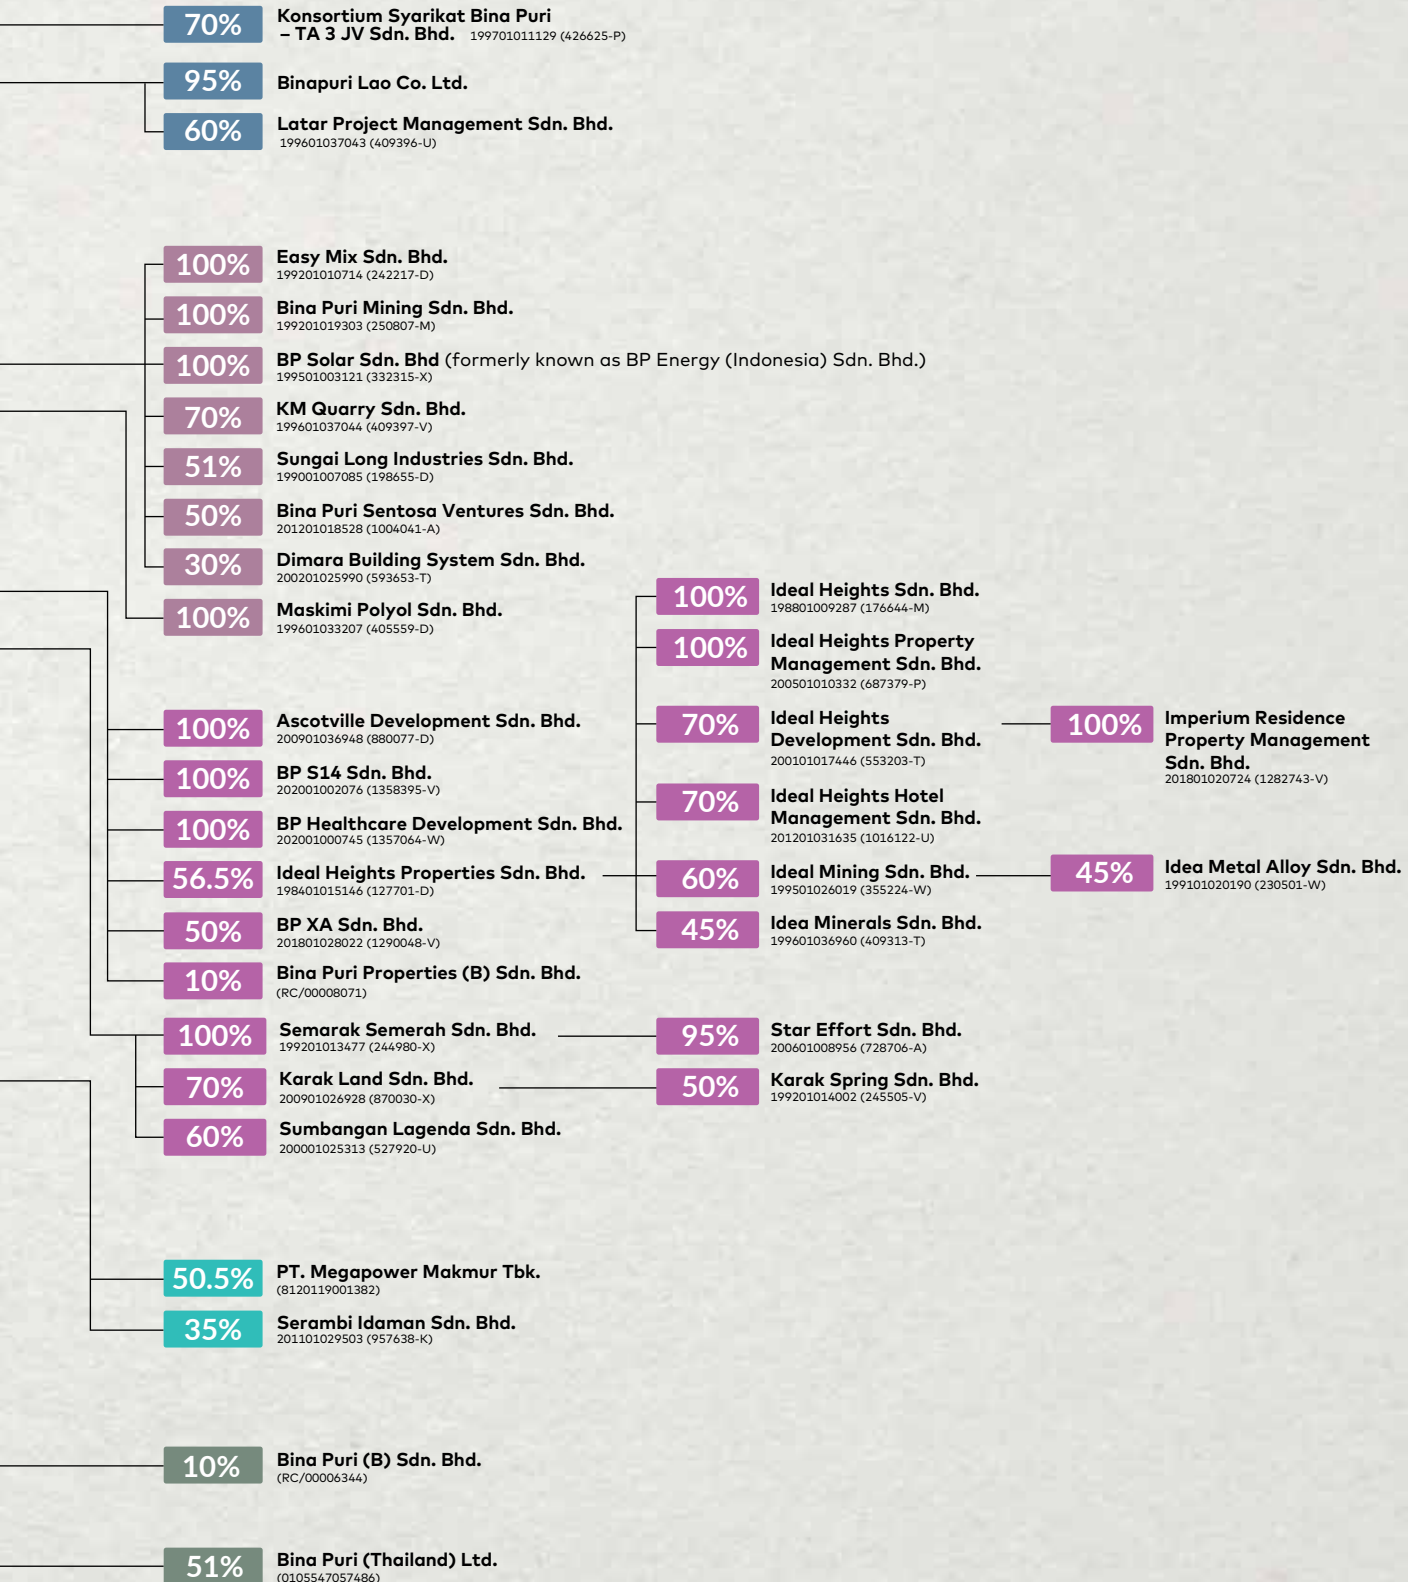 70%
Konsortium Syarikat Bina Puri
– TA 3 JV Sdn. Bhd. 199701011129 (426625-P)
95%
Binapuri Lao Co. Ltd.
60%
Latar Project Management Sdn. Bhd.
199601037043 (409396-U)
100%
Easy Mix Sdn. Bhd.
199201010714 (242217-D)
100%
Bina Puri Mining Sdn. Bhd.
199201019303 (250807-M)
100%
BP Solar Sdn. Bhd (formerly known as BP Energy (Indonesia) Sdn. Bhd.)
199501003121 (332315-X)
70%
KM Quarry Sdn. Bhd.
199601037044 (409397-V)
51%
Sungai Long Industries Sdn. Bhd.
199001007085 (198655-D)
50%
Bina Puri Sentosa Ventures Sdn. Bhd.
201201018528 (1004041-A)
30%
Dimara Building System Sdn. Bhd.
200201025990 (593653-T)
100%
Maskimi Polyol Sdn. Bhd.
199601033207 (405559-D)
100%
Ascotville Development Sdn. Bhd.
200901036948 (880077-D)
100%
BP S14 Sdn. Bhd.
202001002076 (1358395-V)
100%
BP Healthcare Development Sdn. Bhd.
202001000745 (1357064-W)
56.5%
Ideal Heights Properties Sdn. Bhd.
198401015146 (127701-D)
50%
BP XA Sdn. Bhd.
201801028022 (1290048-V)
10%
Bina Puri Properties (B) Sdn. Bhd.
(RC/00008071)
100%
Ideal Heights Sdn. Bhd.
198801009287 (176644-M)
100%
Ideal Heights Property
Management Sdn. Bhd.
200501010332 (687379-P)
70%
Ideal Heights
Development Sdn. Bhd.
200101017446 (553203-T)
100%
Imperium Residence
Property Management
Sdn. Bhd.
201801020724 (1282743-V)
70%
Ideal Heights Hotel
Management Sdn. Bhd.
201201031635 (1016122-U)
60%
Ideal Mining Sdn. Bhd.
199501026019 (355224-W)
45%
Idea Metal Alloy Sdn. Bhd.
199101020190 (230501-W)
45%
Idea Minerals Sdn. Bhd.
199601036960 (409313-T)
100%
Semarak Semerah Sdn. Bhd.
199201013477 (244980-X)
95%
Star Effort Sdn. Bhd.
200601008956 (728706-A)
70%
Karak Land Sdn. Bhd.
200901026928 (870030-X)
50%
Karak Spring Sdn. Bhd.
199201014002 (245505-V)
60%
Sumbangan Lagenda Sdn. Bhd.
200001025313 (527920-U)
50.5%
PT. Megapower Makmur Tbk.
(8120119001382)
35%
Serambi Idaman Sdn. Bhd.
201101029503 (957638-K)
10%
Bina Puri (B) Sdn. Bhd.
(RC/00006344)
51%
Bina Puri (Thailand) Ltd.
(0105547057486)